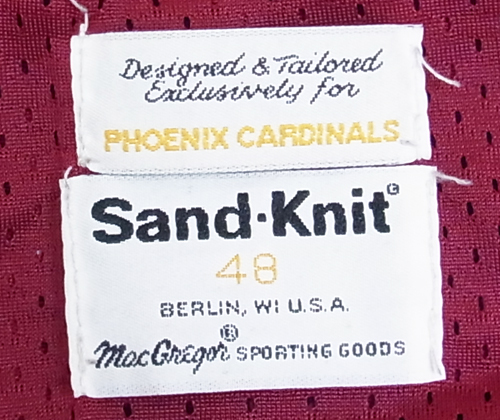 Designed & Tailored
Exclusively for
PHOENIX CARDINALS
Sand·Knit®
48
BERLIN, WI U.S.A.
MacGregor® SPORTING GOODS